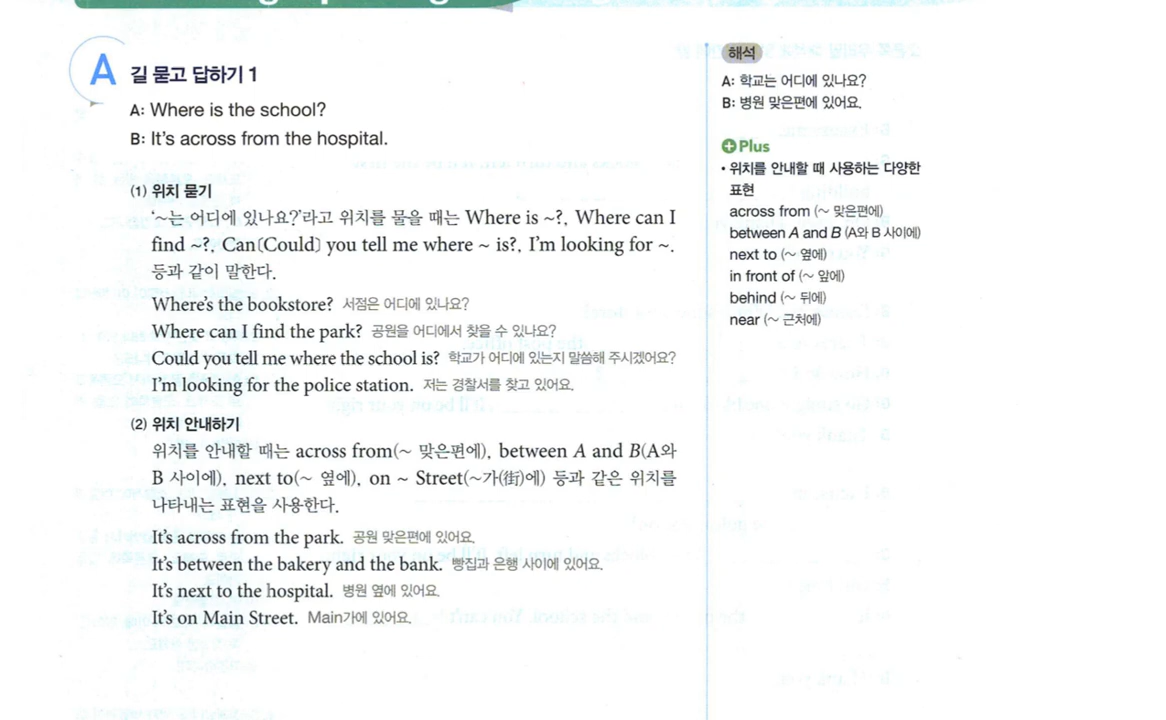 A 길 묻고 답하기 1
A: Where is the school?
B: It's across from the hospital.
(1) 위치 묻기
'~는 어디에 있나요?'라고 위치를 물을 때는 Where is ~?, Where can I
find ~?, Can(Could) you tell me where ~ is?, I'm looking for ~.
등과 같이 말한다.
Where's the bookstore? 서점은 어디에 있나요?
Where can I find the park? 공원을 어디에서 찾을 수 있나요?
Could you tell me where the school is? 학교가 어디에 있는지 말씀해 주시겠어요?
I'm looking for the police station. 저는 경찰서를 찾고 있어요.
(2) 위치 안내하기
위치를 안내할 때는 across from(~ 맞은편에), between A and B(A와
B 사이에), next to(~ 옆에), on ~ Street(~가(街)에) 등과 같은 위치를
나타내는 표현을 사용한다.
It's across from the park. 공원 맞은편에 있어요.
It's between the bakery and the bank. 빵집과 은행 사이에 있어요.
It's next to the hospital. 병원 옆에 있어요.
It's on Main Street. Main가에 있어요.
해석
A: 학교는 어디에 있나요?
B: 병원 맞은편에 있어요.
Plus
• 위치를 안내할 때 사용하는 다양한
표현
across from (~ 맞은편에)
between A and B (A와 B 사이에)
next to (~ 옆에)
in front of (~ 앞에)
behind (~ 뒤에)
near (~ 근처에)